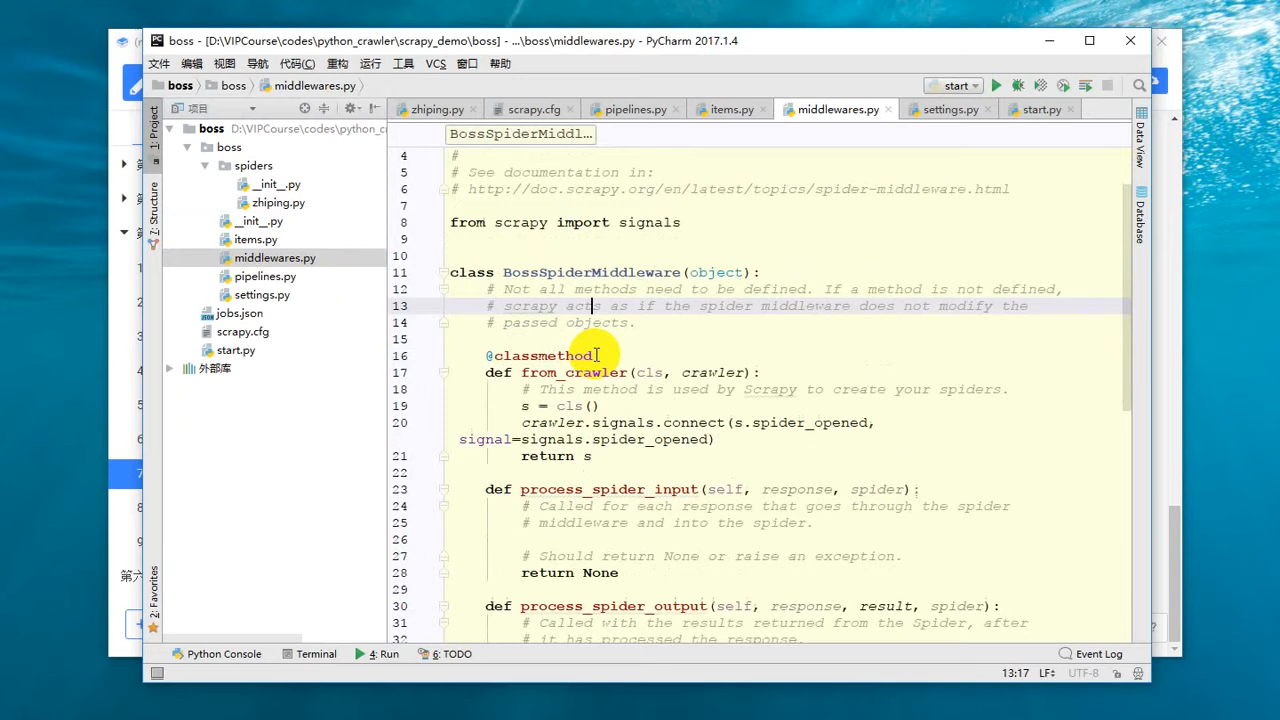 boss - [D:\VIPCourse\codes\python_crawler\scrapy_demo\boss] - ...\boss\middlewares.py - PyCharm 2017.1.4
文件 编辑 视图 导航 代码(C) 重构 运行 工具 VCS 窗口 帮助
boss boss middlewares.py start
项目 zhiping.py scrapy.cfg pipelines.py items.py middlewares.py settings.py start.py
1: Project
7: Structure
2: Favorites
boss D:\VIPCourse\codes\python_c
boss
spiders
__init__.py
zhiping.py
__init__.py
items.py
middlewares.py
pipelines.py
settings.py
jobs.json
scrapy.cfg
start.py
外部库
BossSpiderMiddl...
4 #
5 # See documentation in:
6 # http://doc.scrapy.org/en/latest/topics/spider-middleware.html
7
8 from scrapy import signals
9
10
11 class BossSpiderMiddleware(object):
12 # Not all methods need to be defined. If a method is not defined,
13 # scrapy acts as if the spider middleware does not modify the
14 # passed objects.
15
16 @classmethod
17 def from_crawler(cls, crawler):
18 # This method is used by Scrapy to create your spiders.
19 s = cls()
20 crawler.signals.connect(s.spider_opened,
signal=signals.spider_opened)
21 return s
22
23 def process_spider_input(self, response, spider):
24 # Called for each response that goes through the spider
25 # middleware and into the spider.
26
27 # Should return None or raise an exception.
28 return None
29
30 def process_spider_output(self, response, result, spider):
31 # Called with the results returned from the Spider, after
32 # it has processed the response.
Data View
Database
Python Console Terminal 4: Run 6: TODO Event Log
13:17 LF UTF-8
第六